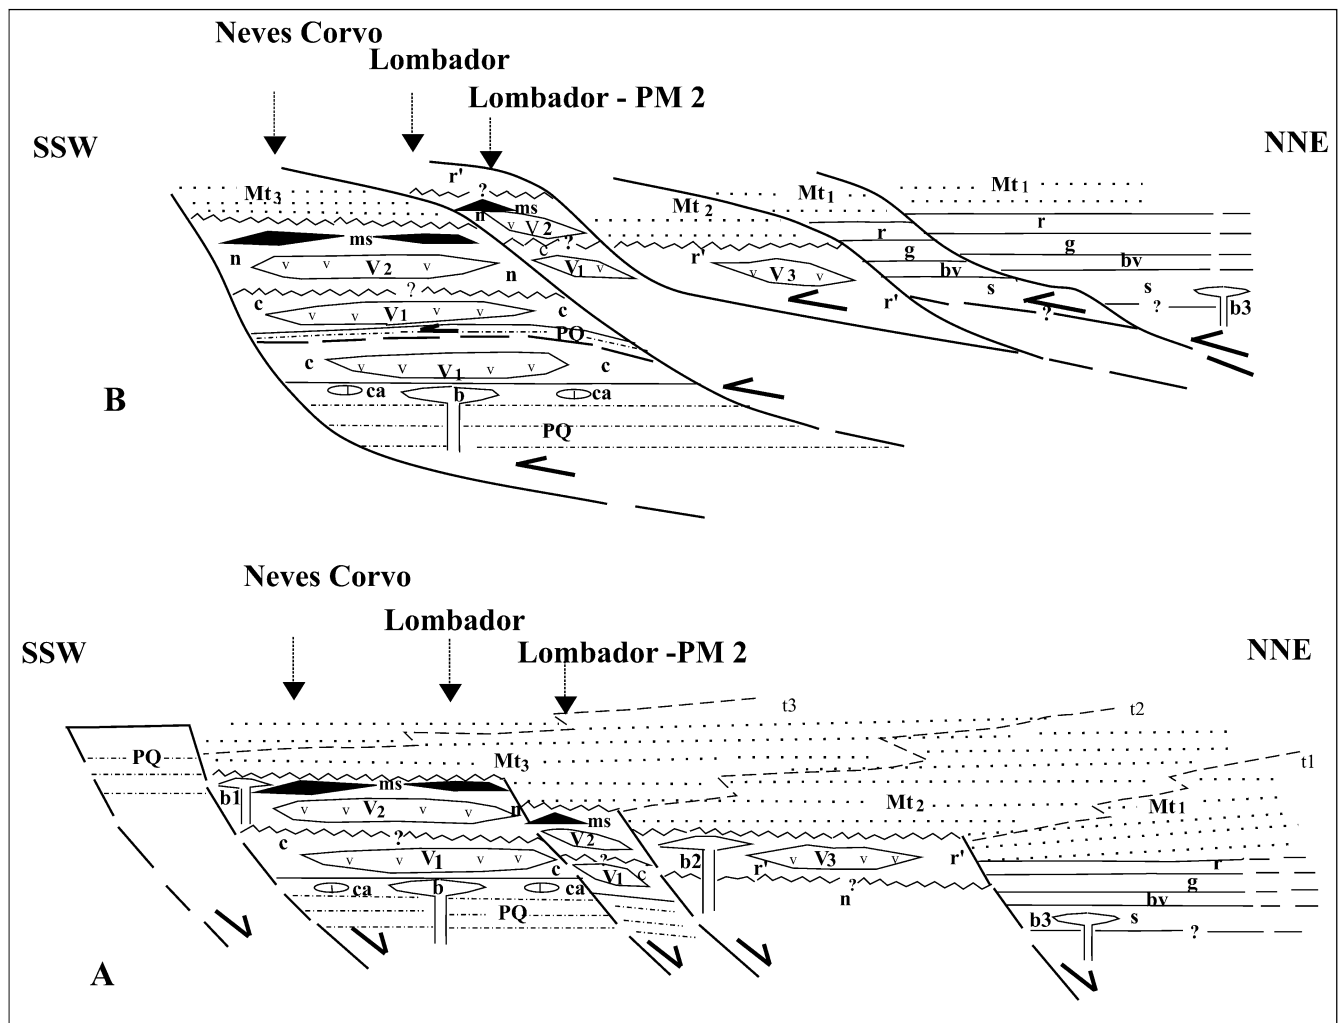 Neves Corvo
Lombador
Lombador - PM 2
SSW
NNE
r'
Mt3
?
Mt1
Mt1
n
ms
Mt2
V2
r
r
ms
?
g
g
n
V2
c
r'
bv
bv
n
V1
V3
s
s
?
c
c
r'
?
b3
V1
?
PQ
c
V1
c
B
ca
b
ca
PQ
Neves Corvo
Lombador
SSW
Lombador -PM 2
NNE
t3
t2
PQ
Mt3
t1
ms
b1
n
ms
Mt2
Mt1
V2
?
V2
c
V1
?
b2
r'
V3
r'
r
c
V1
c
?
g
ca
b
ca
n
bv
PQ
b3
s
?
A